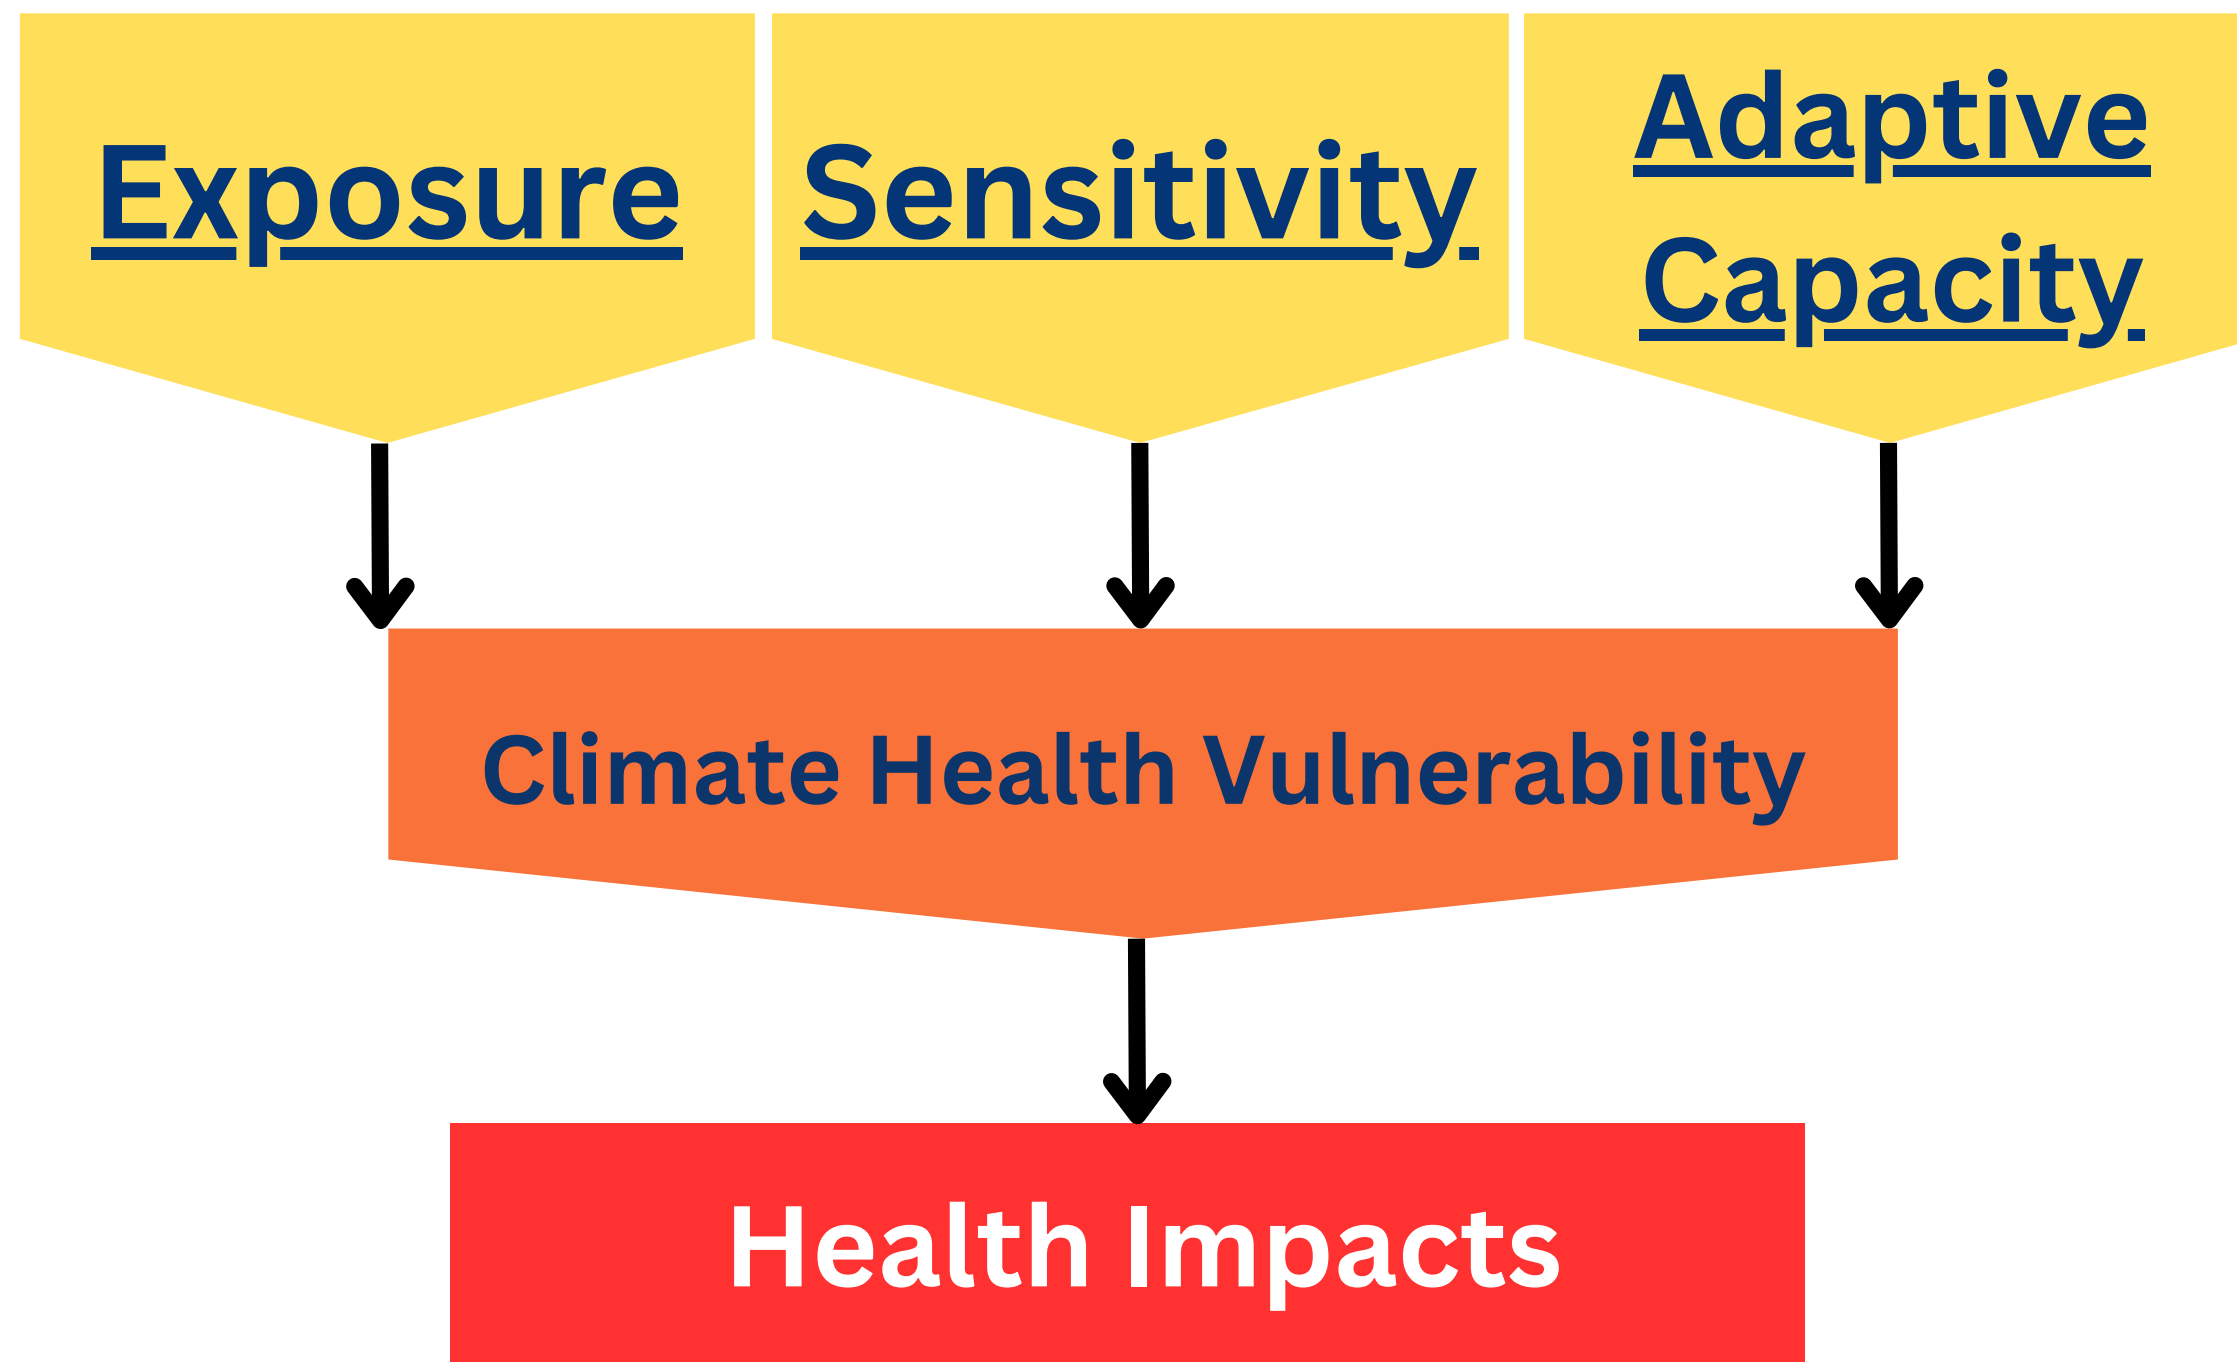 Exposure
Sensitivity
Adaptive
Capacity
Climate Health Vulnerability
Health Impacts